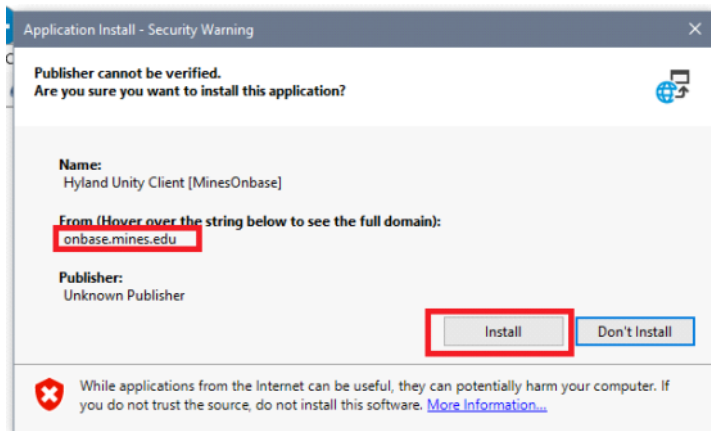 Application Install - Security Warning
Publisher cannot be verified.
Are you sure you want to install this application?
Name:
Hyland Unity Client [MinesOnbase]
From (Hover over the string below to see the full domain):
onbase.mines.edu
Publisher:
Unknown Publisher
Install
Don't Install
While applications from the Internet can be useful, they can potentially harm your computer. If
you do not trust the source, do not install this software. More Information...